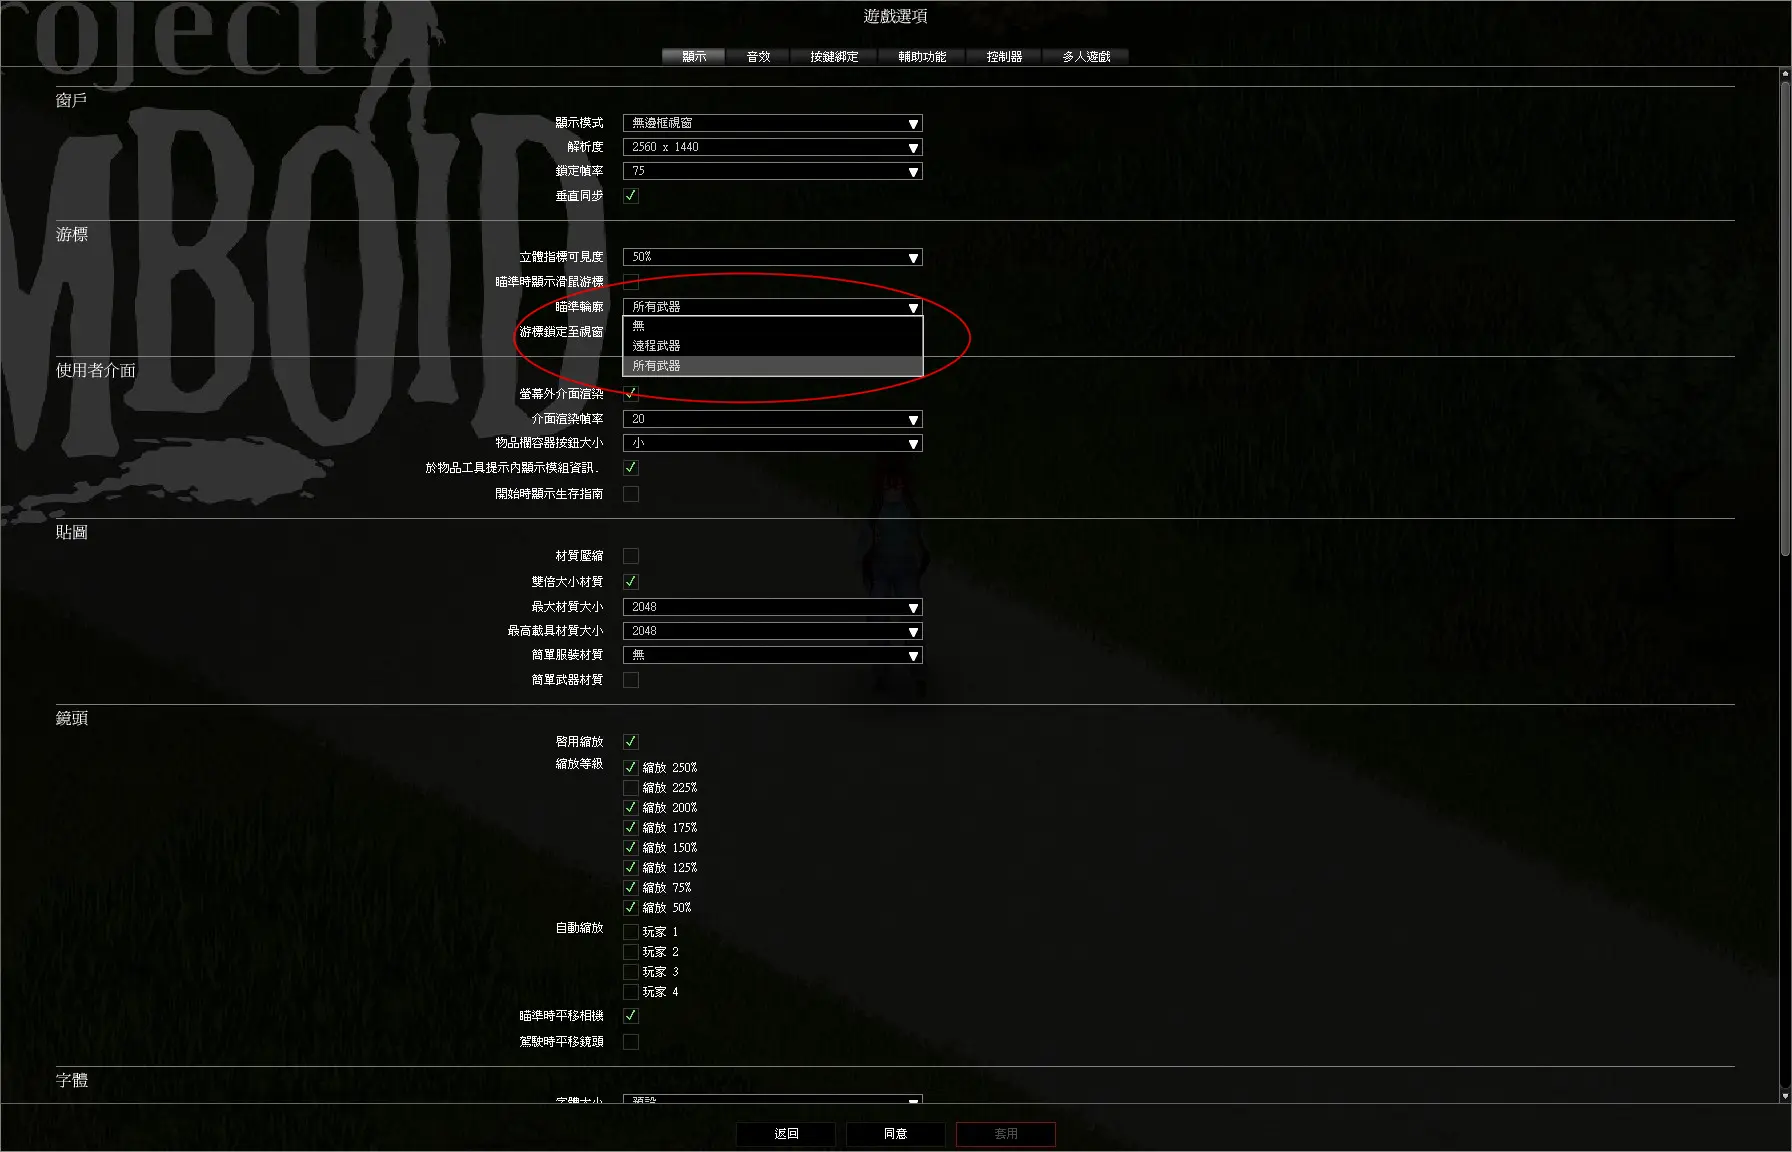 遊戲選項
顯示 音效 按鍵綁定 輔助功能 控制器 多人遊戲
roject
MBOID
窗戶
顯示模式 無邊框視窗
解析度 2560 x 1440
鎖定幀率 75
垂直同步
游標
立體指標可見度 50%
瞄準時顯示滑鼠游標
瞄準輪廓 所有武器
無
游標鎖定至視窗
遠程武器
所有武器
使用者介面
螢幕外介面渲染
介面渲染幀率 20
物品欄容器按鈕大小 小
於物品工具提示內顯示模組資訊.
開始時顯示生存指南
貼圖
材質壓縮
雙倍大小材質
最大材質大小 2048
最高載具材質大小 2048
簡單服裝材質 無
簡單武器材質
鏡頭
啓用縮放
縮放等級 縮放 250%
縮放 225%
縮放 200%
縮放 175%
縮放 150%
縮放 125%
縮放 75%
縮放 50%
自動縮放 玩家 1
玩家 2
玩家 3
玩家 4
瞄準時平移相機
駕駛時平移鏡頭
字體
字體大小 預設
返回 同意 套用